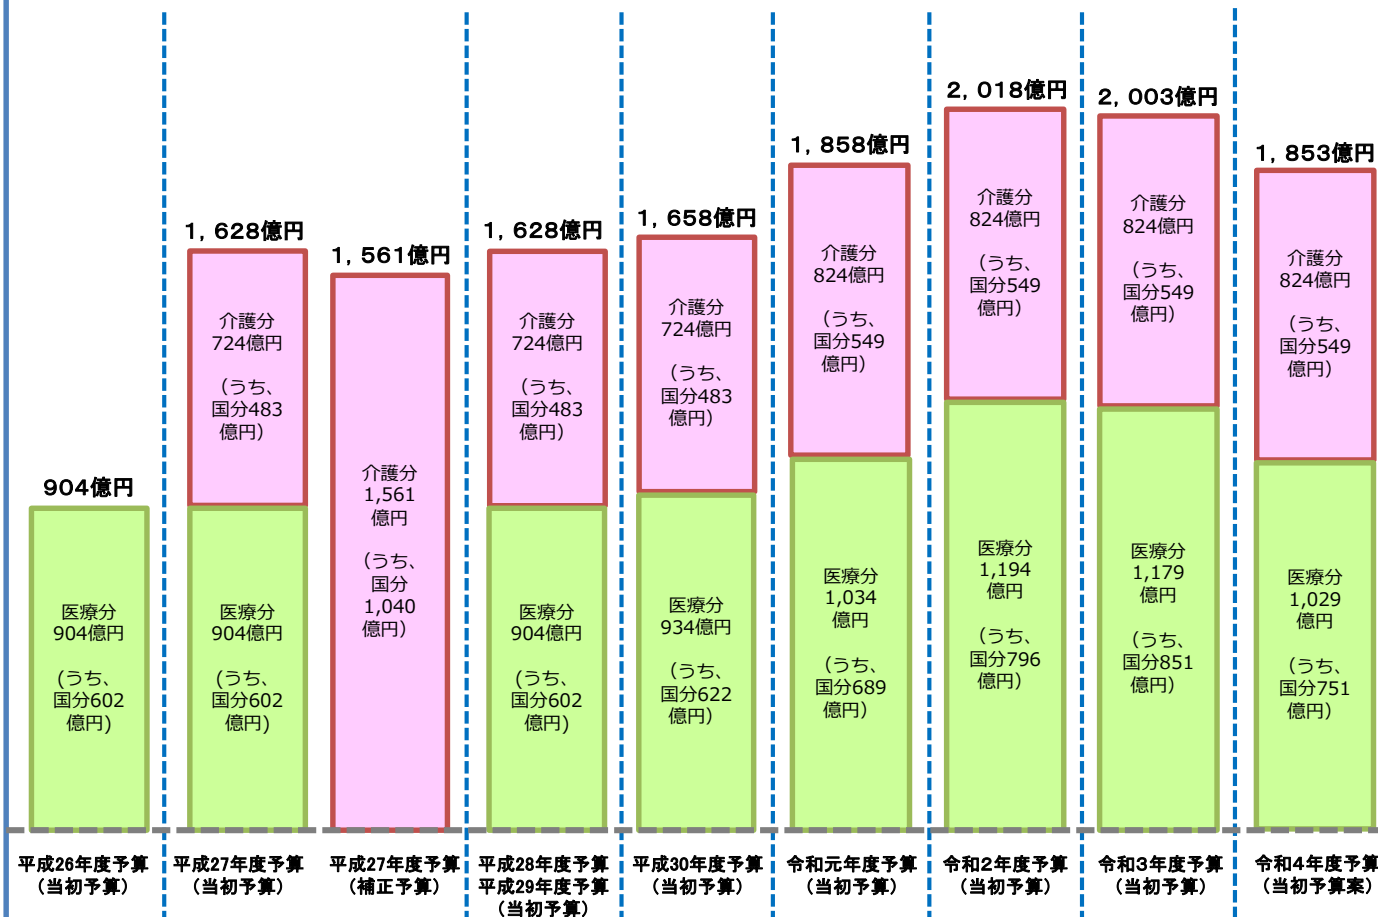 904億円
医療分
904億円
(うち、
国分602
億円)
平成26年度予算
（当初予算）
1，628億円
介護分
724億円
（うち、
国分483
億円）
医療分
904億円
(うち、
国分602
億円)
平成27年度予算
（当初予算）
1，561億円
介護分
1,561
億円
（うち、
国分
1,040
億円）
平成27年度予算
（補正予算）
1，628億円
介護分
724億円
（うち、
国分483
億円）
医療分
904億円
(うち、
国分602
億円)
平成28年度予算
平成29年度予算
（当初予算）
1，658億円
介護分
724億円
（うち、
国分483
億円）
医療分
934億円
（うち、
国分622
億円）
平成30年度予算
（当初予算）
1，858億円
介護分
824億円
（うち、
国分549
億円）
医療分
1,034
億円
（うち、
国分689
億円）
令和元年度予算
（当初予算）
2，018億円
介護分
824億円
（うち、
国分549
億円）
医療分
1,194
億円
（うち、
国分796
億円）
令和2年度予算
（当初予算）
2，003億円
介護分
824億円
（うち、
国分549
億円）
医療分
1,179
億円
（うち、
国分851
億円）
令和3年度予算
（当初予算）
1，853億円
介護分
824億円
（うち、
国分549
億円）
医療分
1,029
億円
（うち、
国分751
億円）
令和4年度予算
（当初予算案）